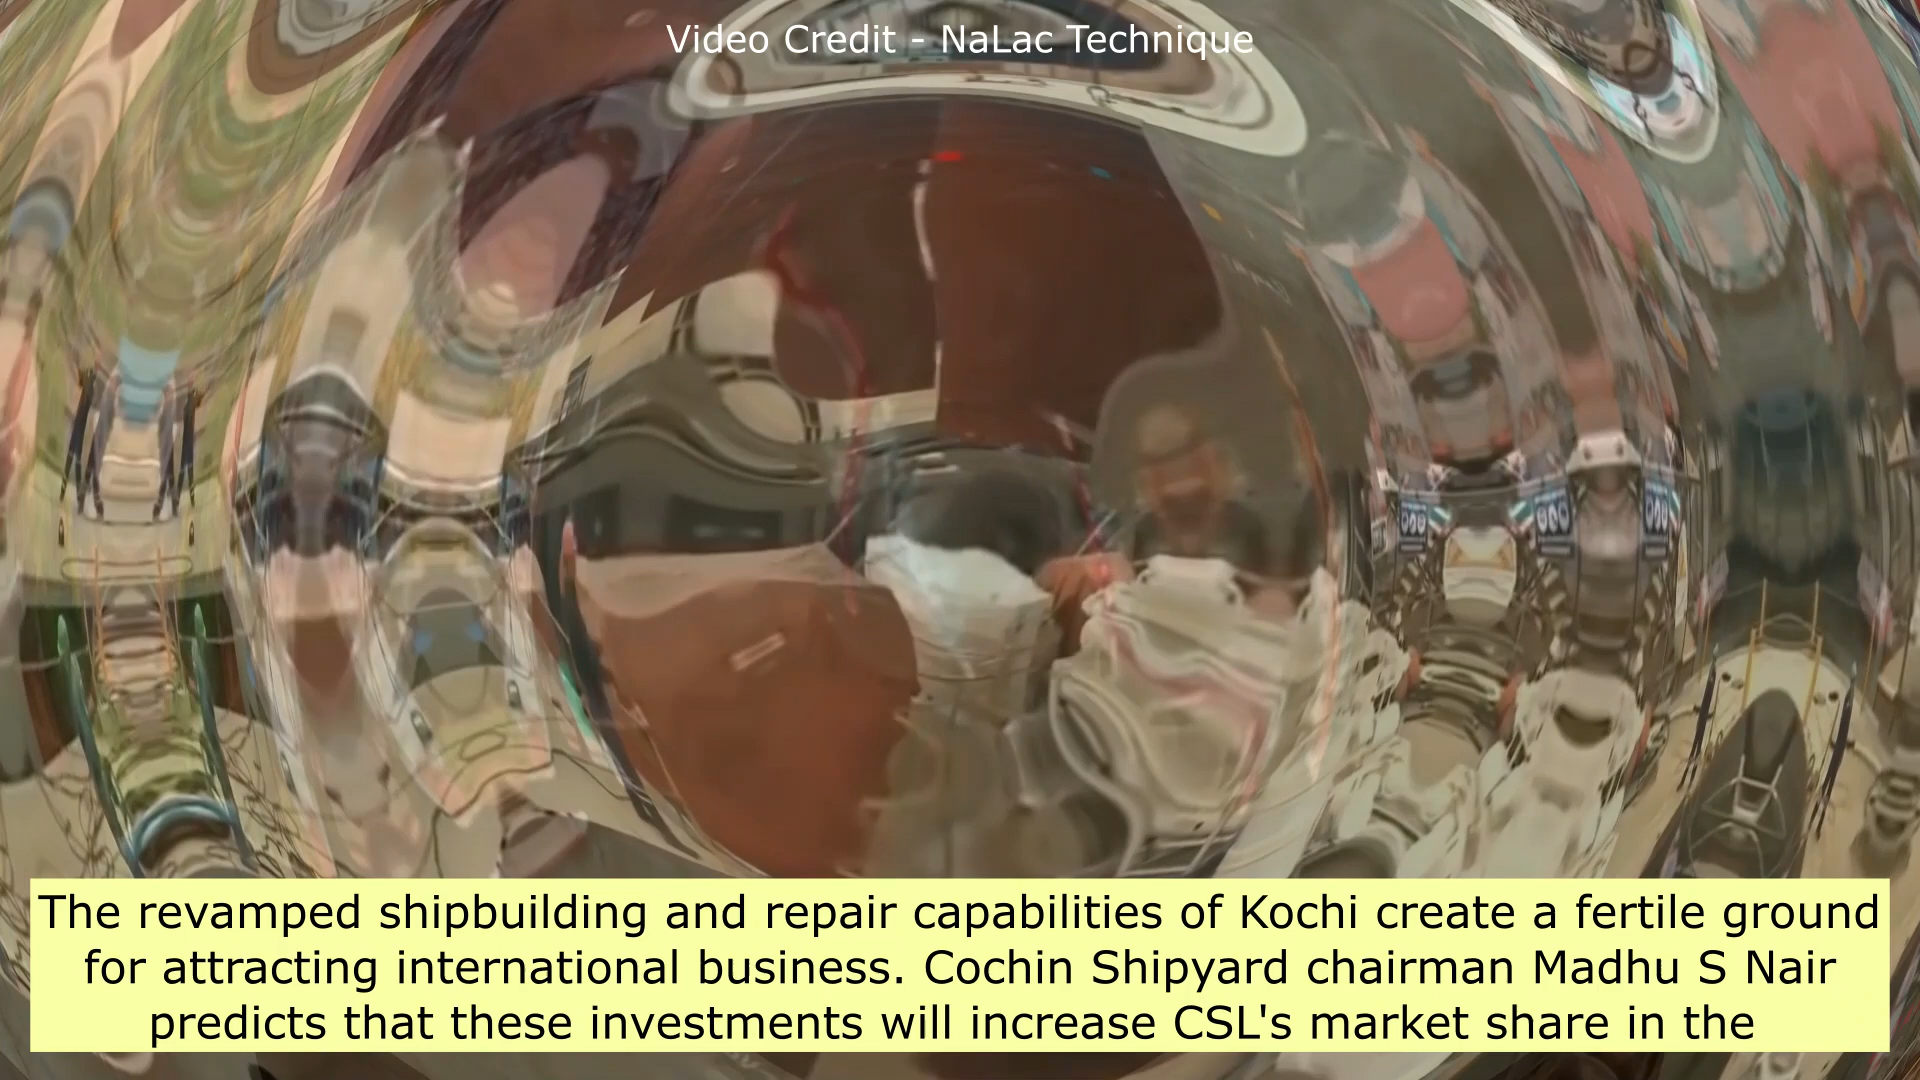 Video Credit - NaLac Technique
The revamped shipbuilding and repair capabilities of Kochi create a fertile ground
for attracting international business. Cochin Shipyard chairman Madhu S Nair
predicts that these investments will increase CSL's market share in the